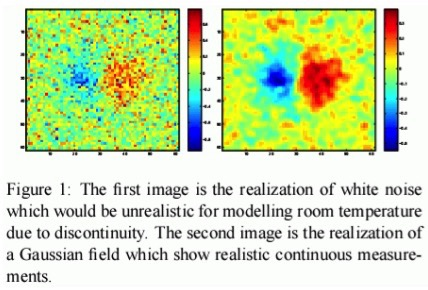 Figure 1: The first image is the realization of white noise
which would be unrealistic for modelling room temperature
due to discontinuity. The second image is the realization of
a Gaussian field which show realistic continuous measure-
ments.